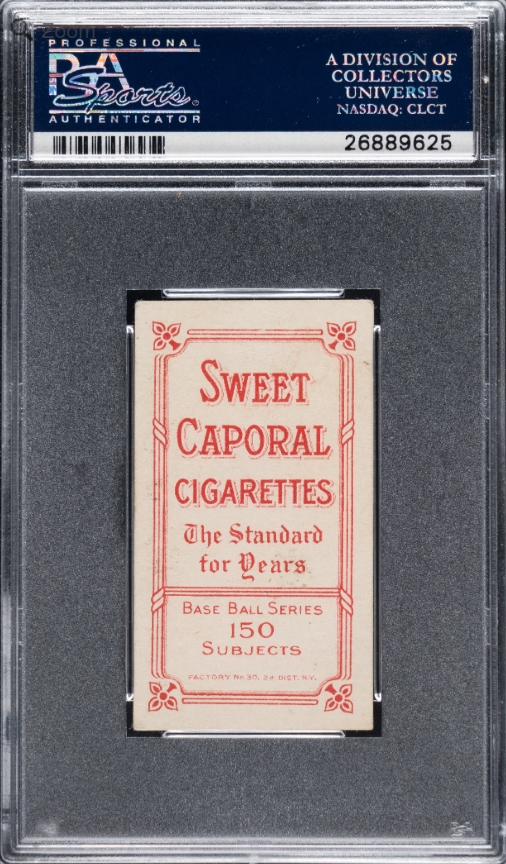 Zoom
PROFESSIONAL
PSA
Sports®
AUTHENTICATOR
A DIVISION OF
COLLECTORS
UNIVERSE
NASDAQ: CLCT
26889625
SWEET
CAPORAL
CIGARETTES
The Standard
for Years
BASE BALL SERIES
150
SUBJECTS
FACTORY No 30, 2d DIST. N.Y.